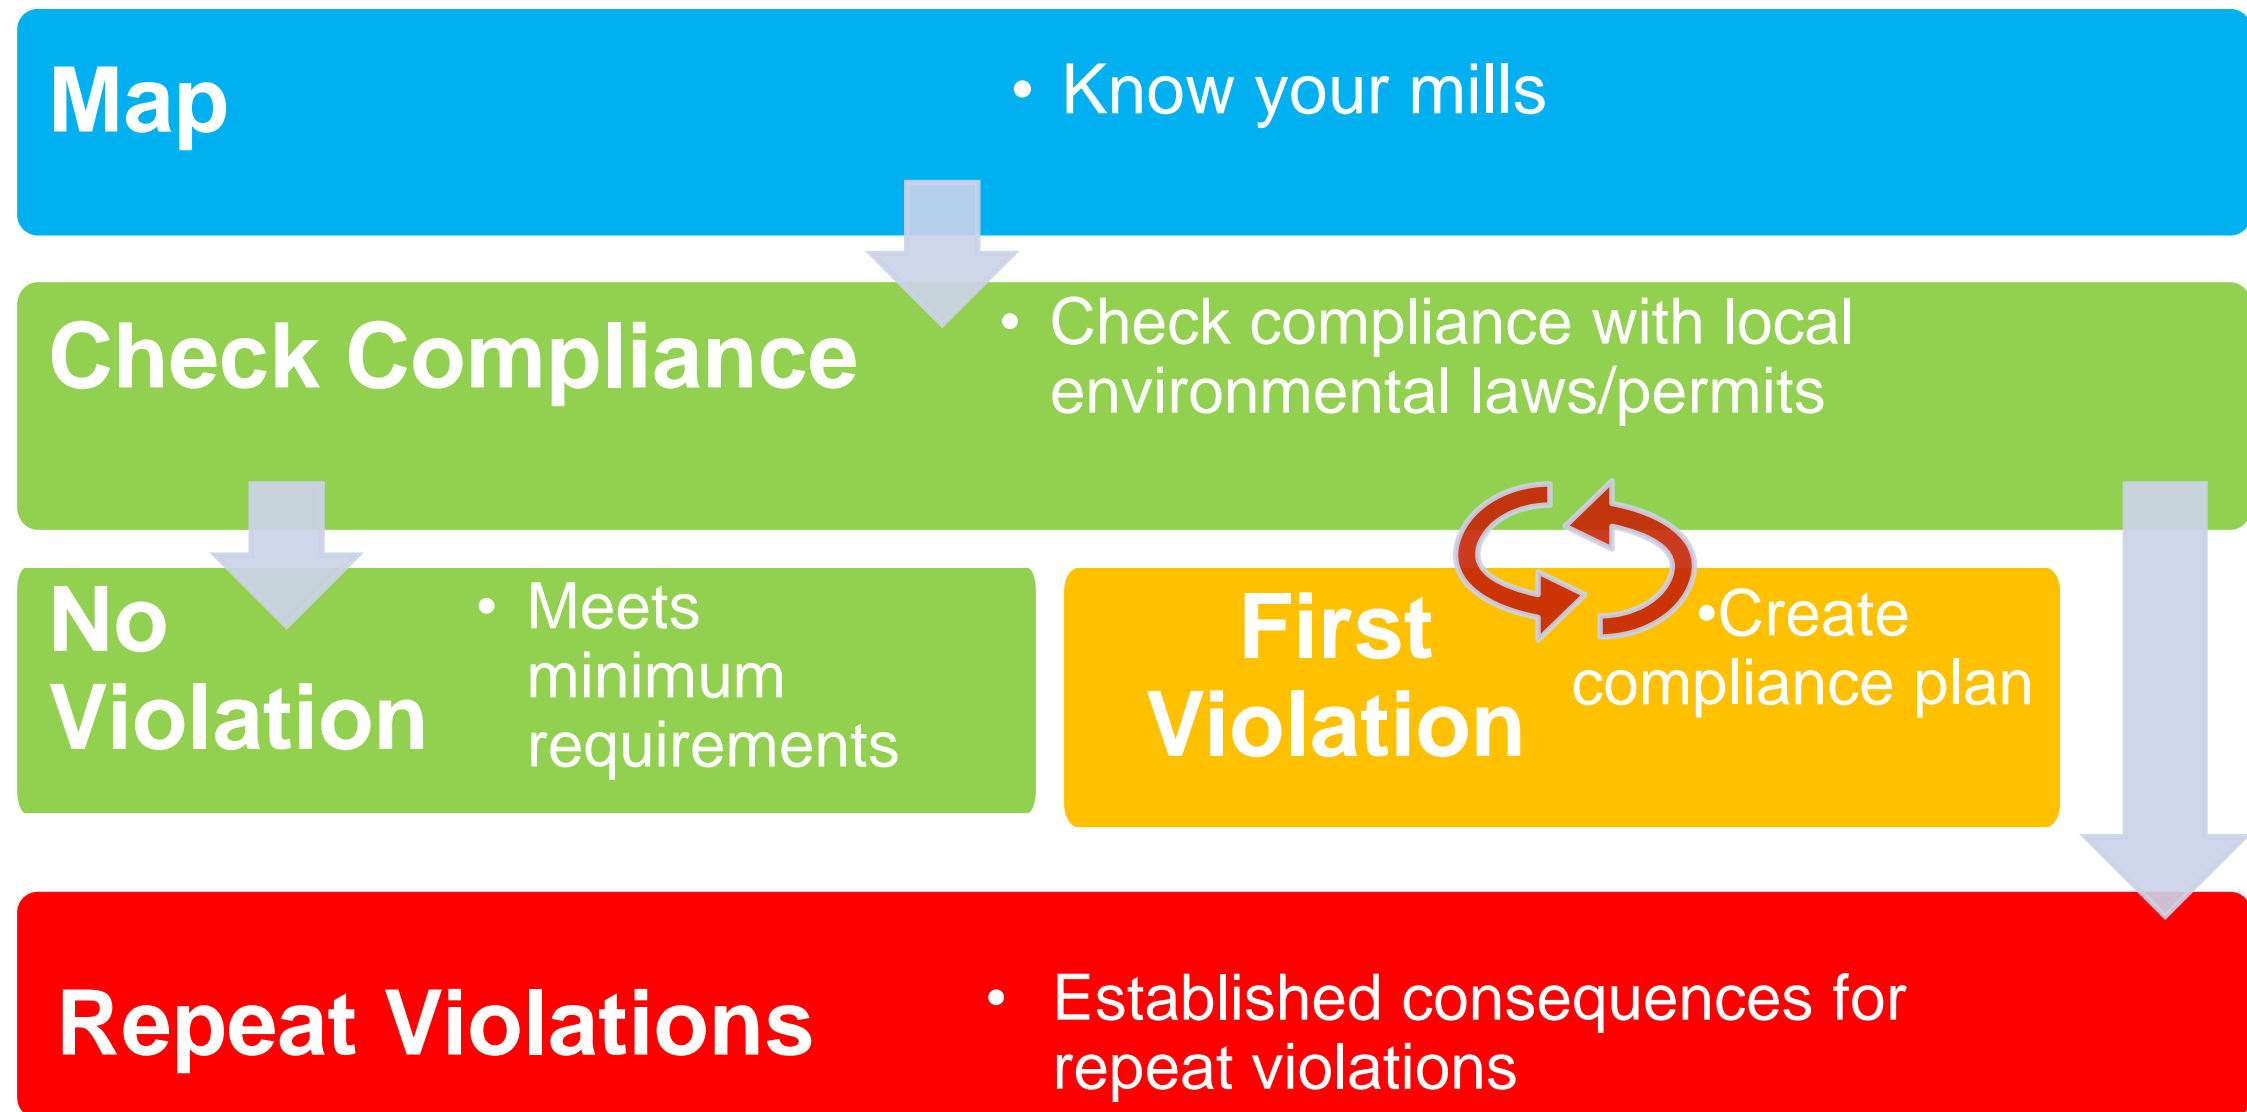 Map
• Know your mills
Check Compliance
• Check compliance with local
environmental laws/permits
No
Violation
• Meets
minimum
requirements
First
Violation
•Create
compliance plan
Repeat Violations
• Established consequences for
repeat violations